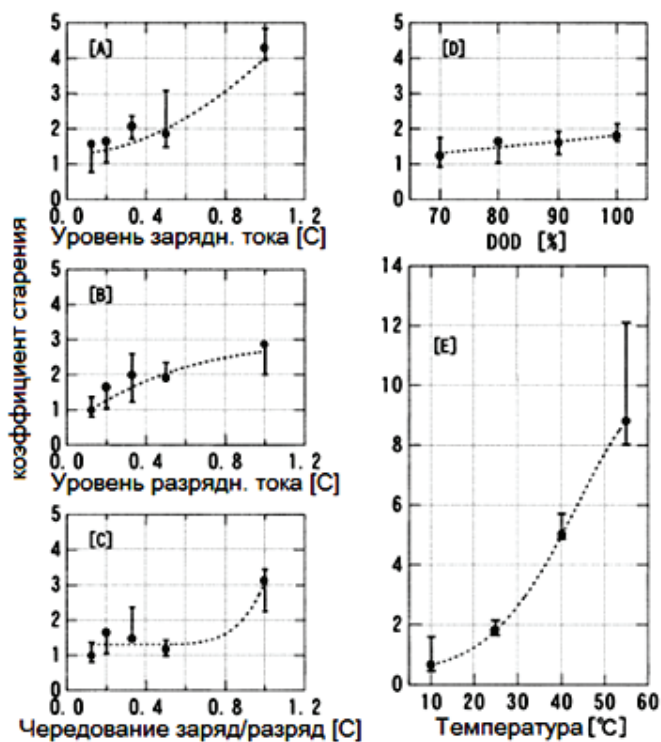 коэффициент старения
[A]
5
4
3
2
1
0
0. 0 0. 4 0. 8 1. 2
Уровень зарядн. тока [C]
[B]
5
4
3
2
1
0
0. 0 0. 4 0. 8 1. 2
Уровень разрядн. тока [C]
[C]
5
4
3
2
1
0
0. 0 0. 4 0. 8 1. 2
Чередование заряд/разряд [C]
[D]
5
4
3
2
1
0
70 80 90 100
DOD [%]
[E]
14
12
10
8
6
4
2
0
10 20 30 40 50 60
Температура [℃]